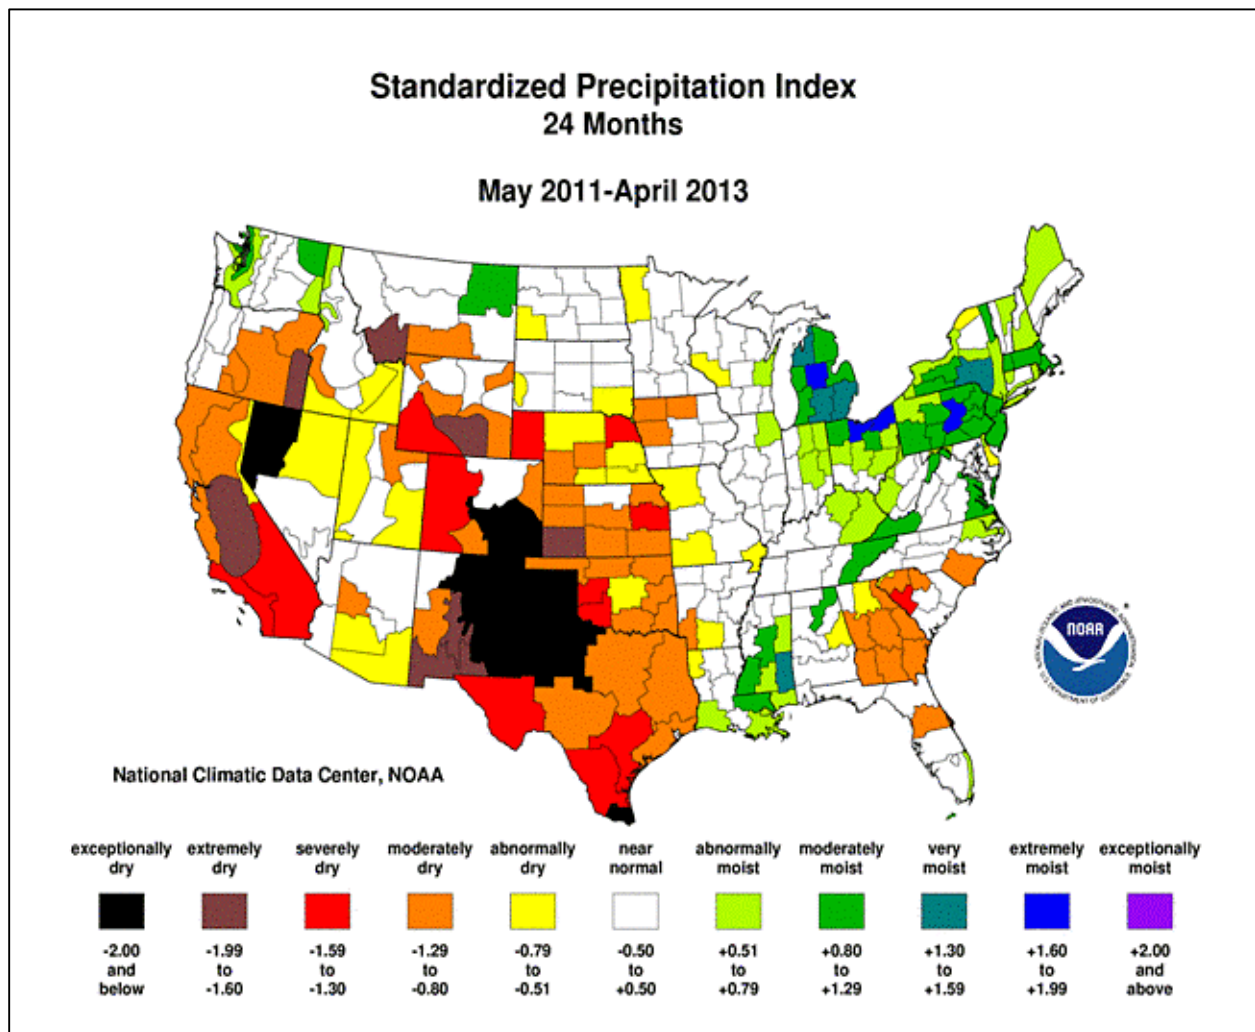 Standardized Precipitation Index
24 Months
May 2011-April 2013
NOAA
National Climatic Data Center, NOAA
exceptionally extremely severely moderately abnormally near abnormally moderately very extremely exceptionally
dry dry dry dry dry normal moist moist moist moist moist
-2.00 -1.99 -1.59 -1.29 -0.79 -0.50 +0.51 +0.80 +1.30 +1.60 +2.00
and to to to to to to to to to and
below -1.60 -1.30 -0.80 -0.51 +0.50 +0.79 +1.29 +1.59 +1.99 above